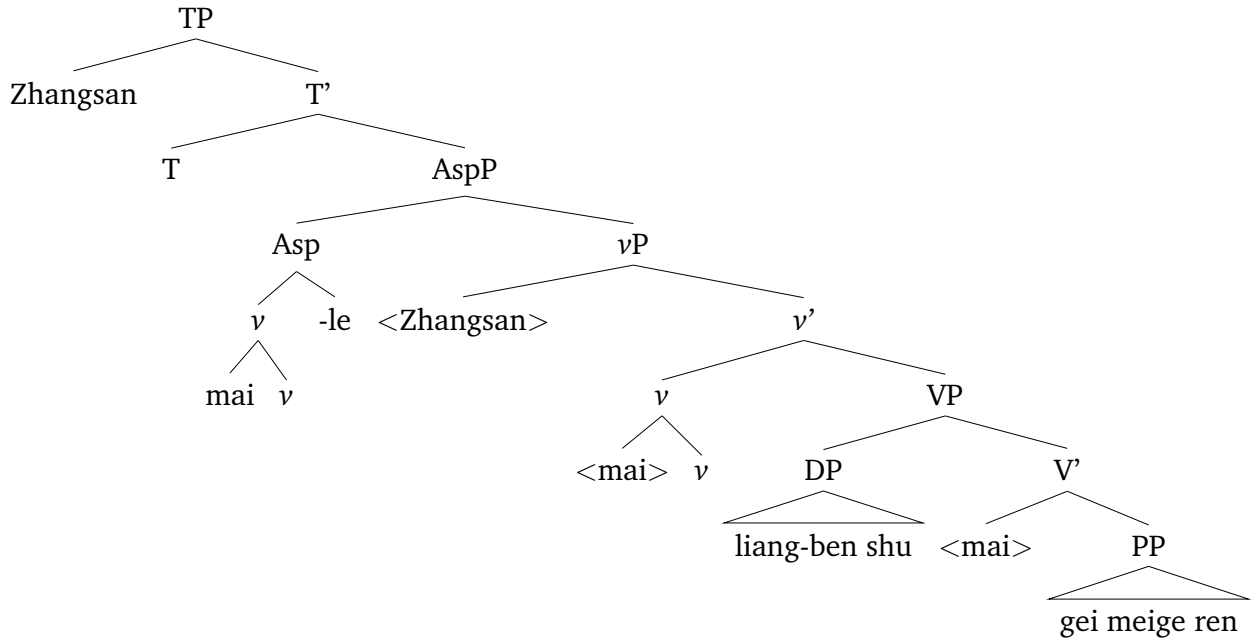 TP
Zhangsan T’
T AspP
Asp vP
v -le <Zhangsan> v’
mai v v VP
<mai> v DP V’
liang-ben shu <mai> PP
gei meige ren